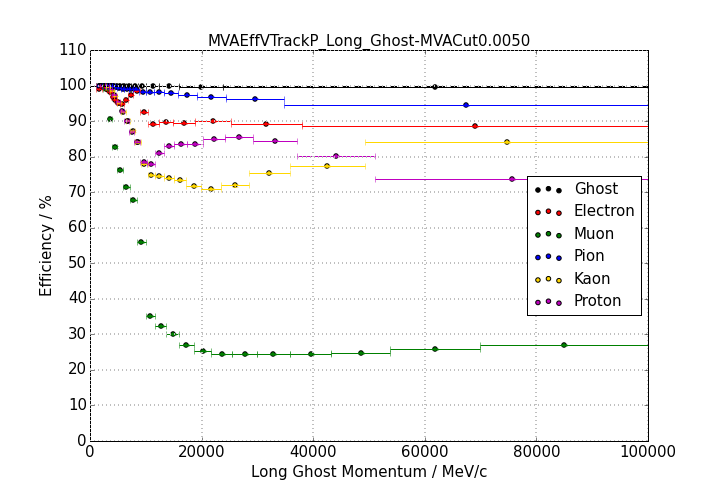 MVAEffVTrackP_Long_Ghost-MVACut0.0050
110
100
90
80
70
60
50
40
30
20
10
0
Efficiency / %
Ghost
Electron
Muon
Pion
Kaon
Proton
0 20000 40000 60000 80000 100000
Long Ghost Momentum / MeV/c